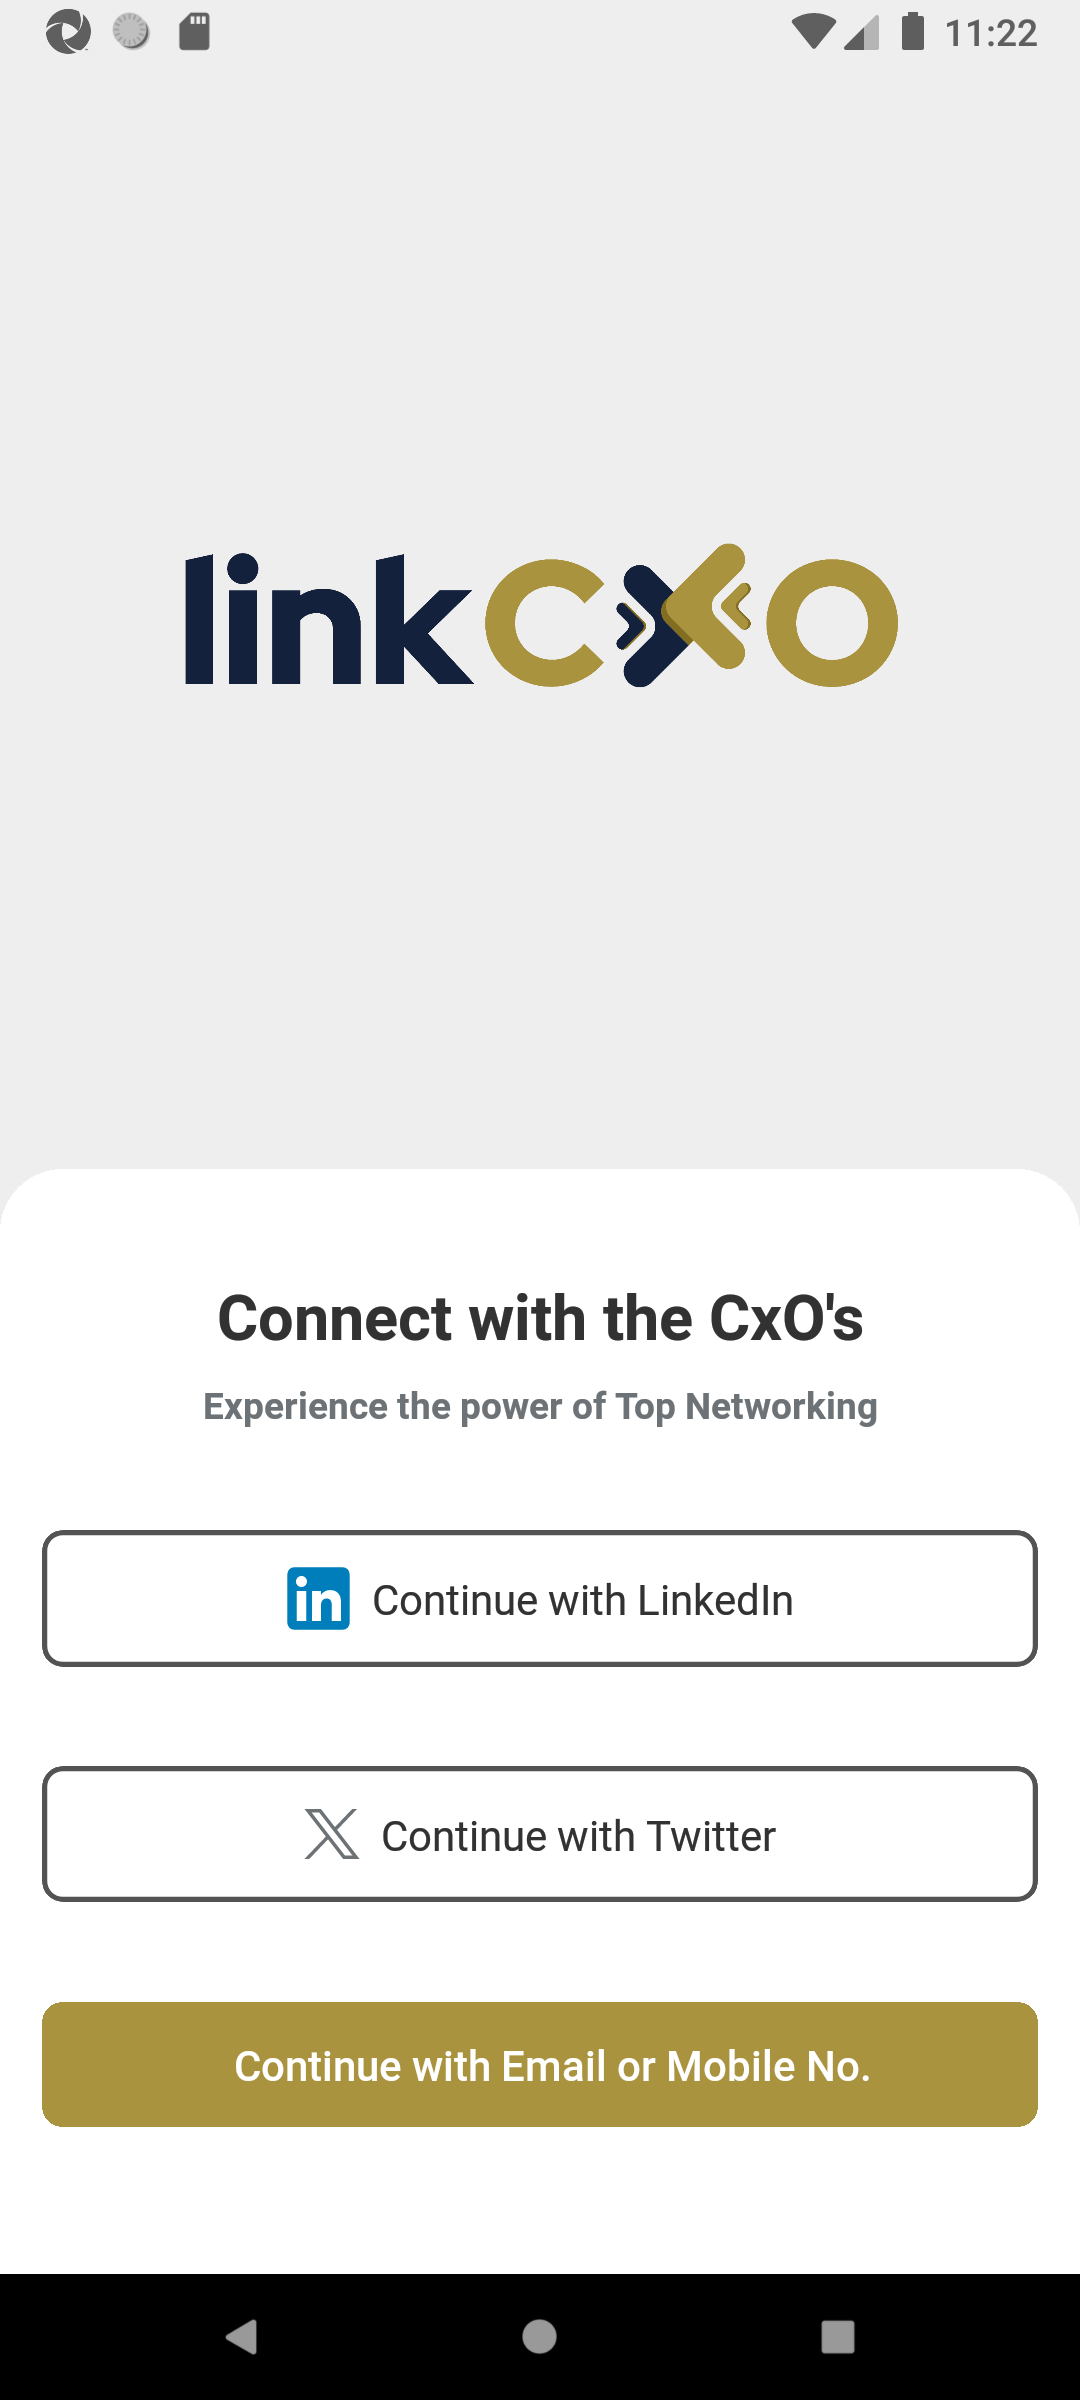 11:22
linkCXO
Connect with the CxO's
Experience the power of Top Networking
in Continue with LinkedIn
X Continue with Twitter
Continue with Email or Mobile No.